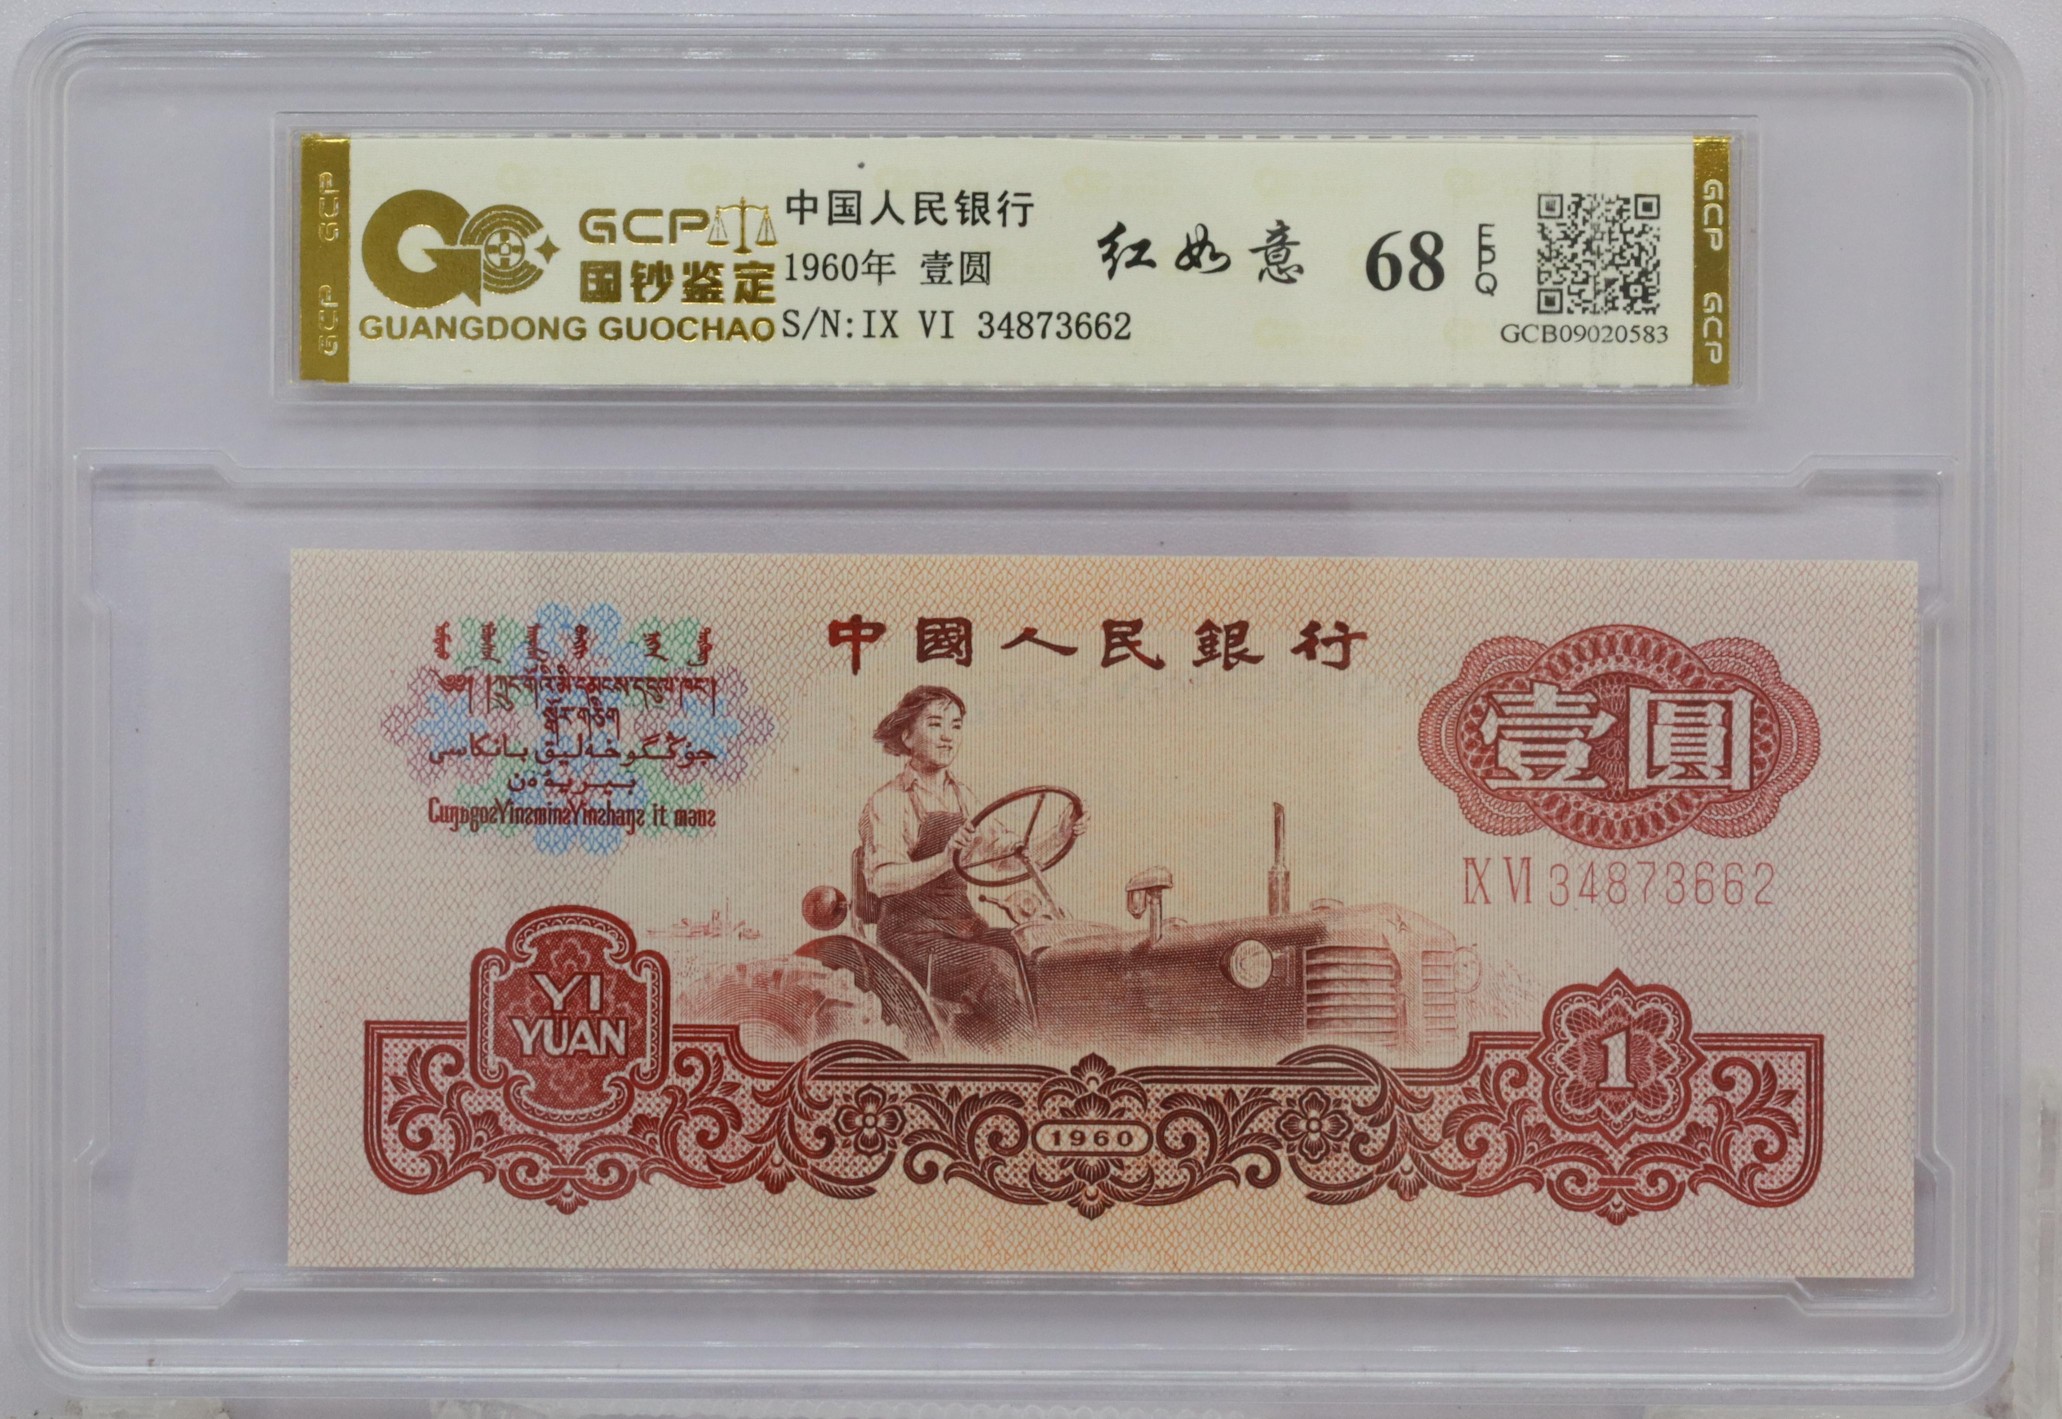 GCP
GCP
GCP
国钞鉴定
GUANGDONG GUOCHAO
中国人民银行
1960年 壹圆
S/N:IX VI 34873662
红如意
68
EPQ
GCB09020583
GCP
GCP
中國人民銀行
壹圓
IX VI 34873662
YI
YUAN
1
1960